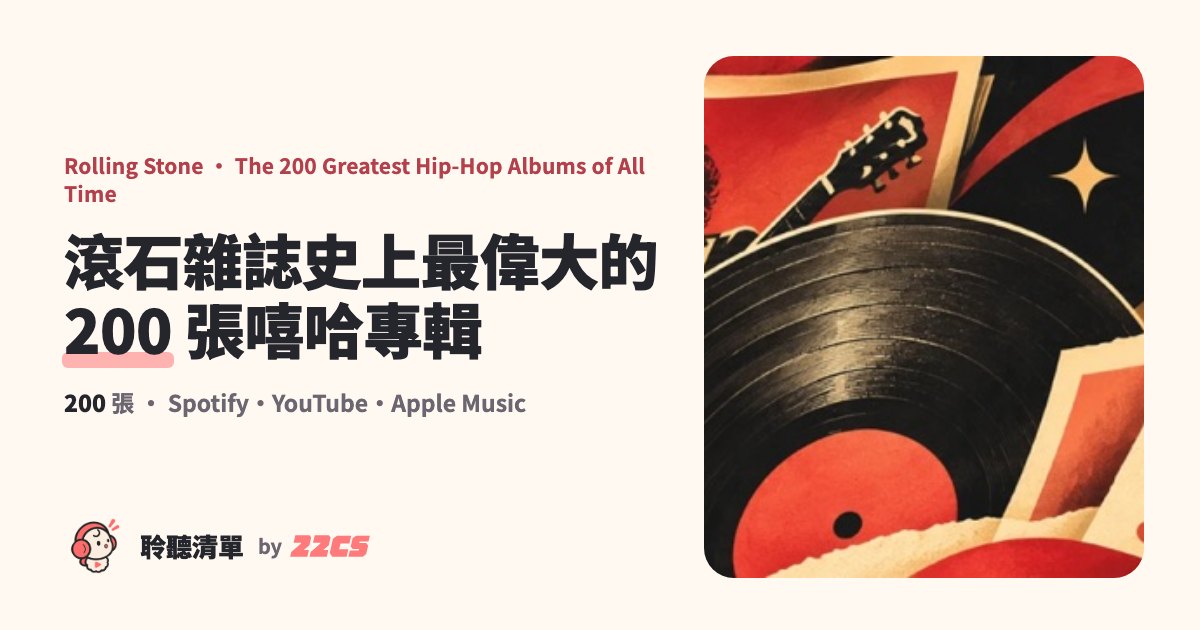 Rolling Stone • The 200 Greatest Hip-Hop Albums of All
Time
滾石雜誌史上最偉大的
200 張嘻哈專輯
200 張 • Spotify • YouTube • Apple Music
聆聽清單 by 22CS